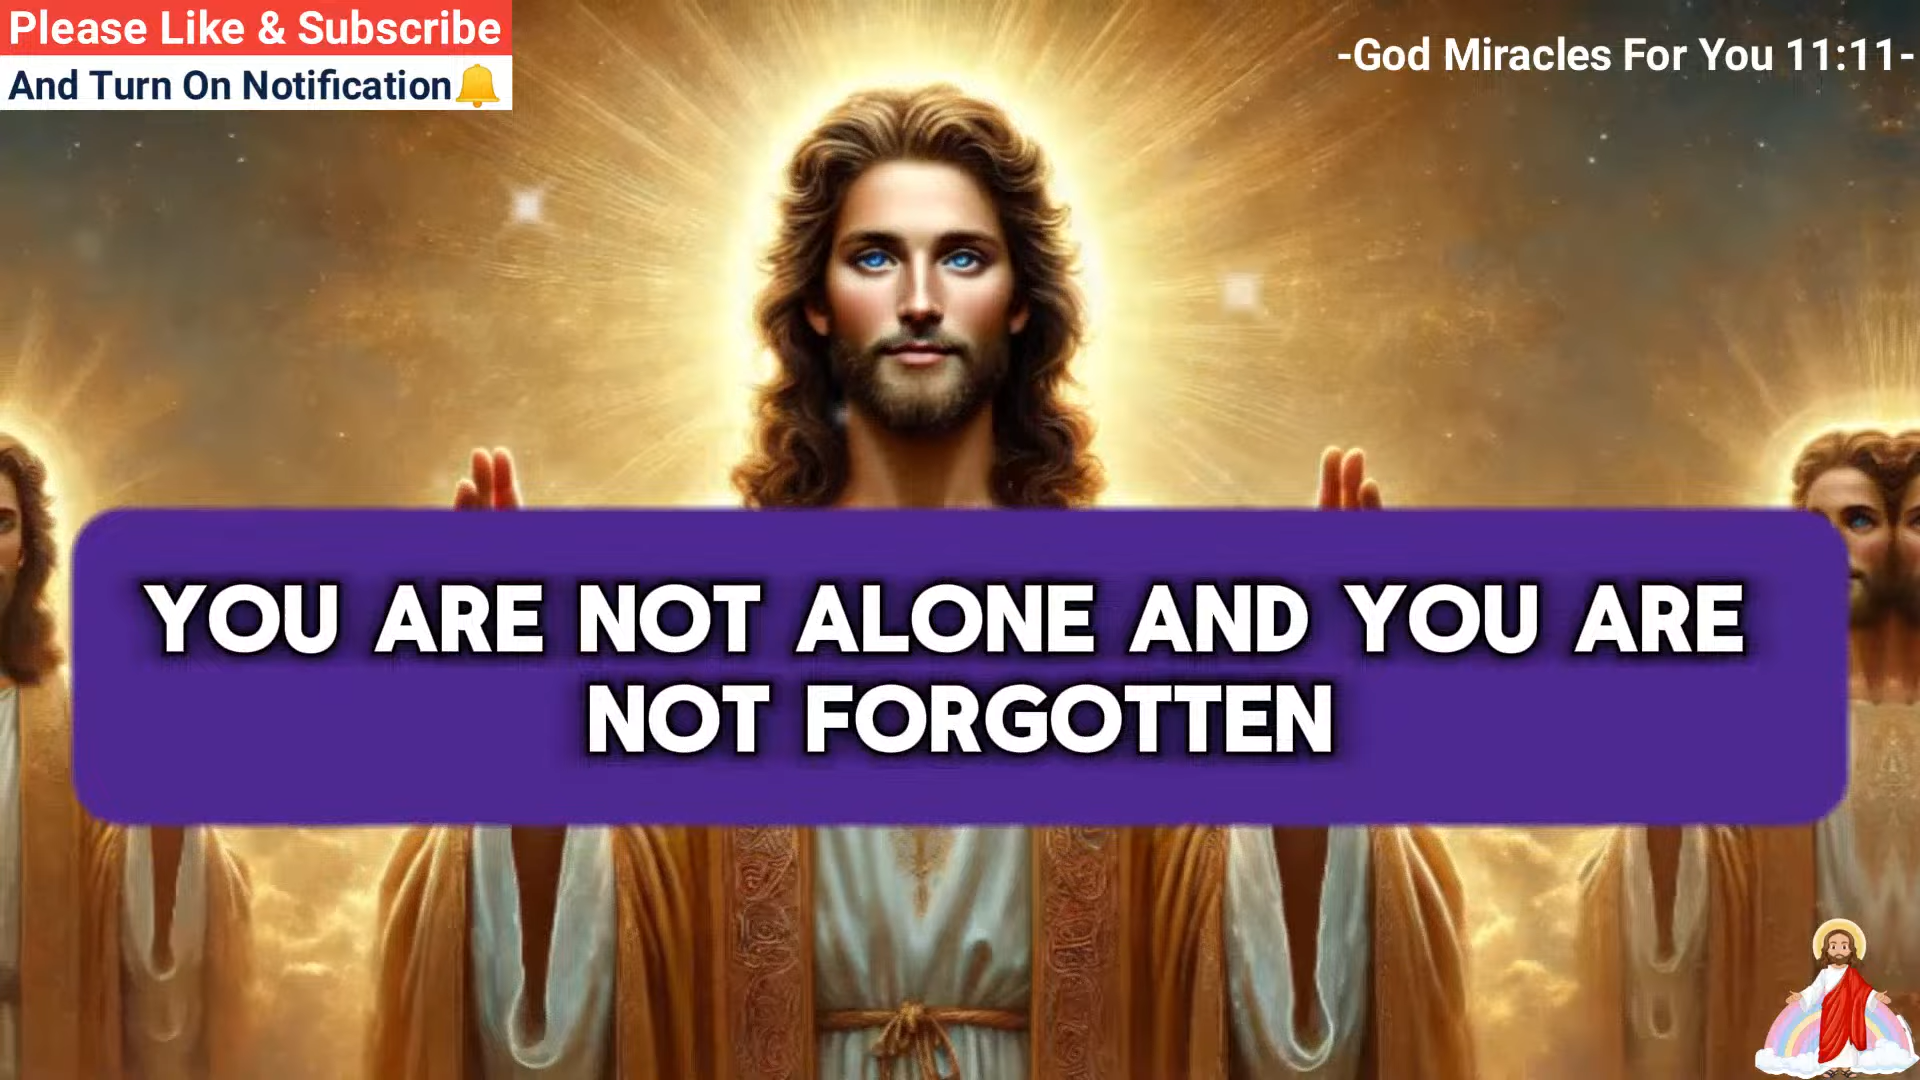 Please Like & Subscribe
And Turn On Notification🔔
-God Miracles For You 11:11-
YOU ARE NOT ALONE AND YOU ARE
NOT FORGOTTEN